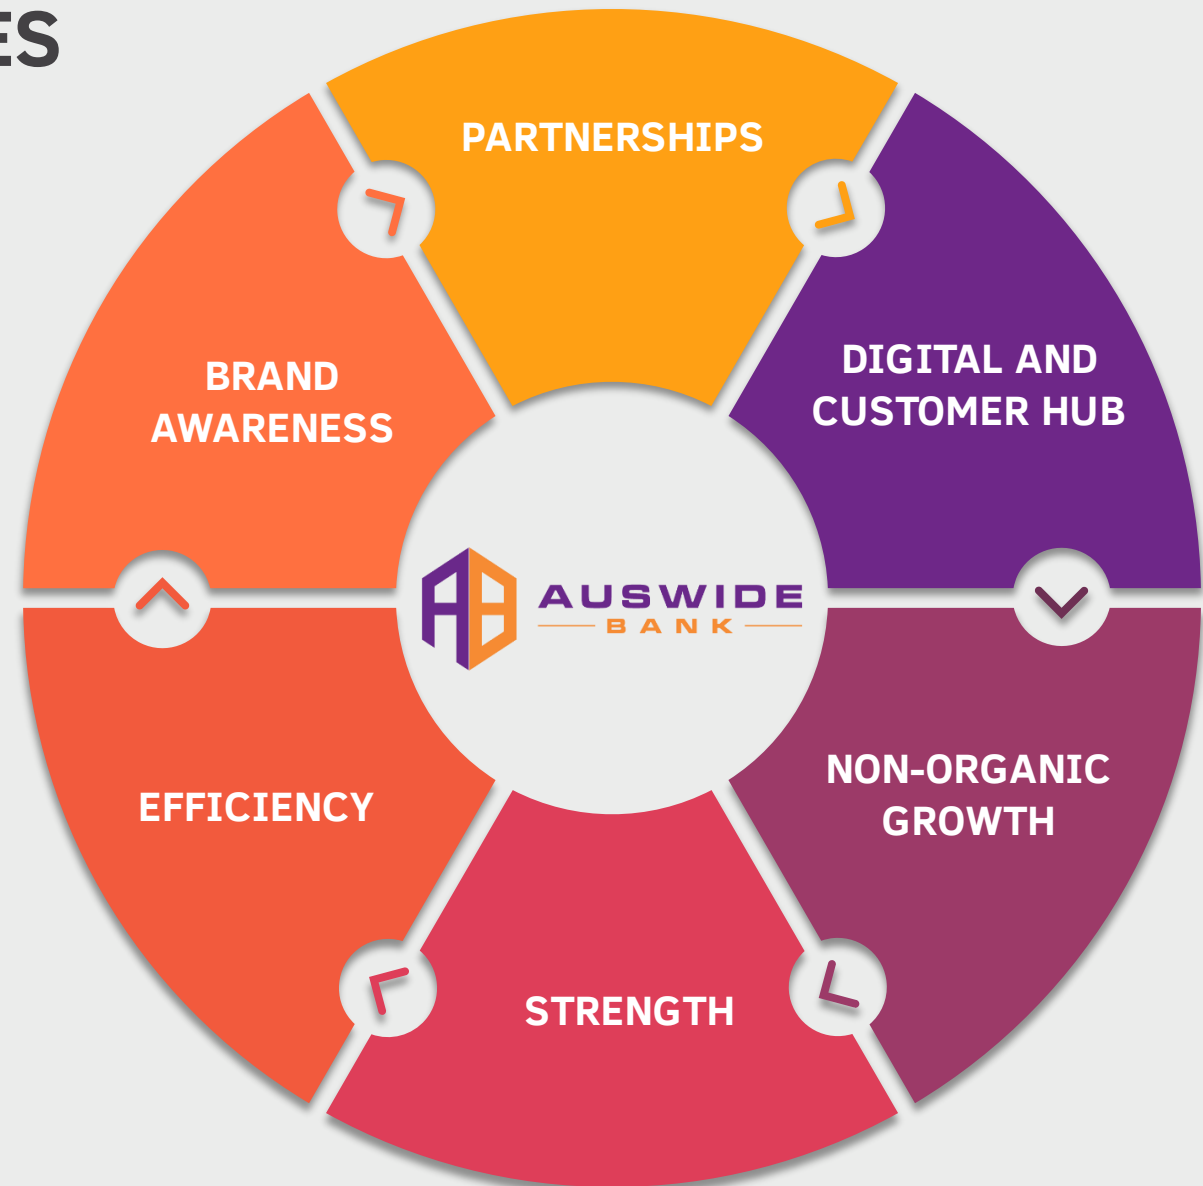 ES
PARTNERSHIPS
DIGITAL AND
CUSTOMER HUB
BRAND
AWARENESS
AUSWIDE
BANK
NON-ORGANIC
GROWTH
EFFICIENCY
STRENGTH